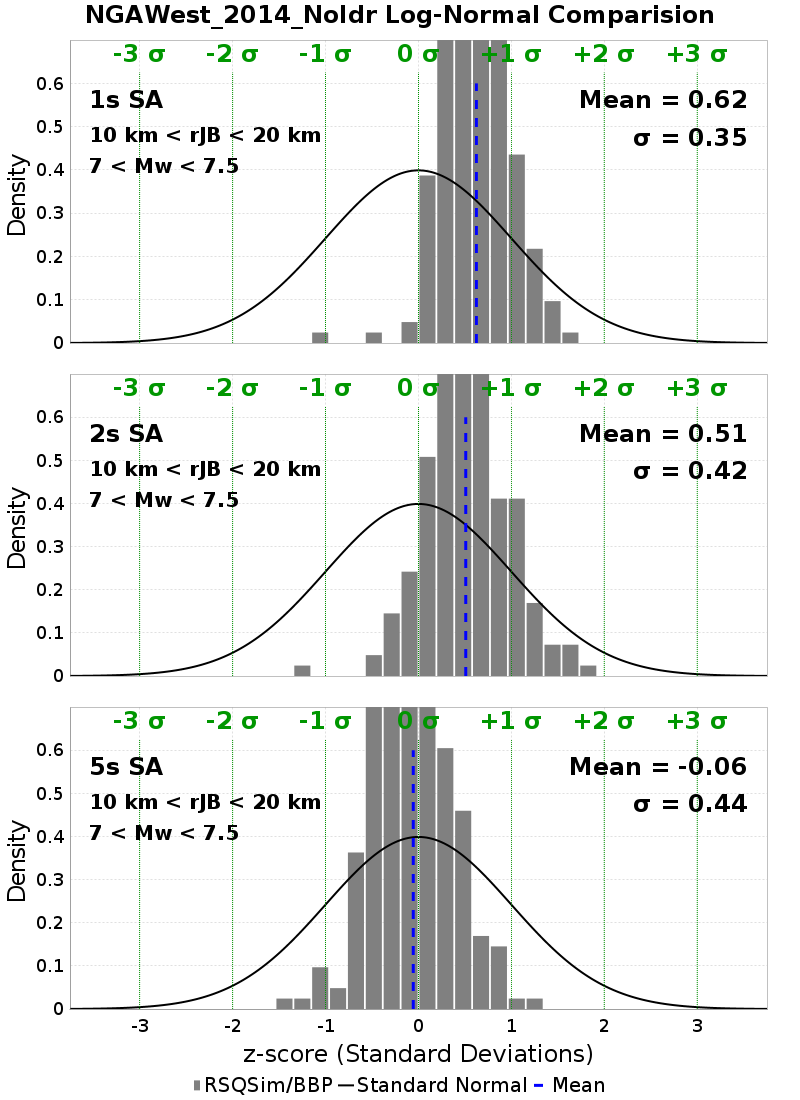 NGAWest_2014_NoIdr Log-Normal Comparision
-3 σ -2 σ -1 σ 0 σ +1 σ +2 σ +3 σ
0.6
1s SA Mean = 0.62
0.5
10 km < rJB < 20 km σ = 0.35
0.4
7 < Mw < 7.5
0.3
0.2
0.1
0
Density
-3 σ -2 σ -1 σ 0 σ +1 σ +2 σ +3 σ
0.6
2s SA Mean = 0.51
0.5
10 km < rJB < 20 km σ = 0.42
0.4
7 < Mw < 7.5
0.3
0.2
0.1
0
Density
-3 σ -2 σ -1 σ 0 σ +1 σ +2 σ +3 σ
0.6
5s SA Mean = -0.06
0.5
10 km < rJB < 20 km σ = 0.44
0.4
7 < Mw < 7.5
0.3
0.2
0.1
0
Density
-3 -2 -1 0 1 2 3
z-score (Standard Deviations)
RSQSim/BBP Standard Normal Mean